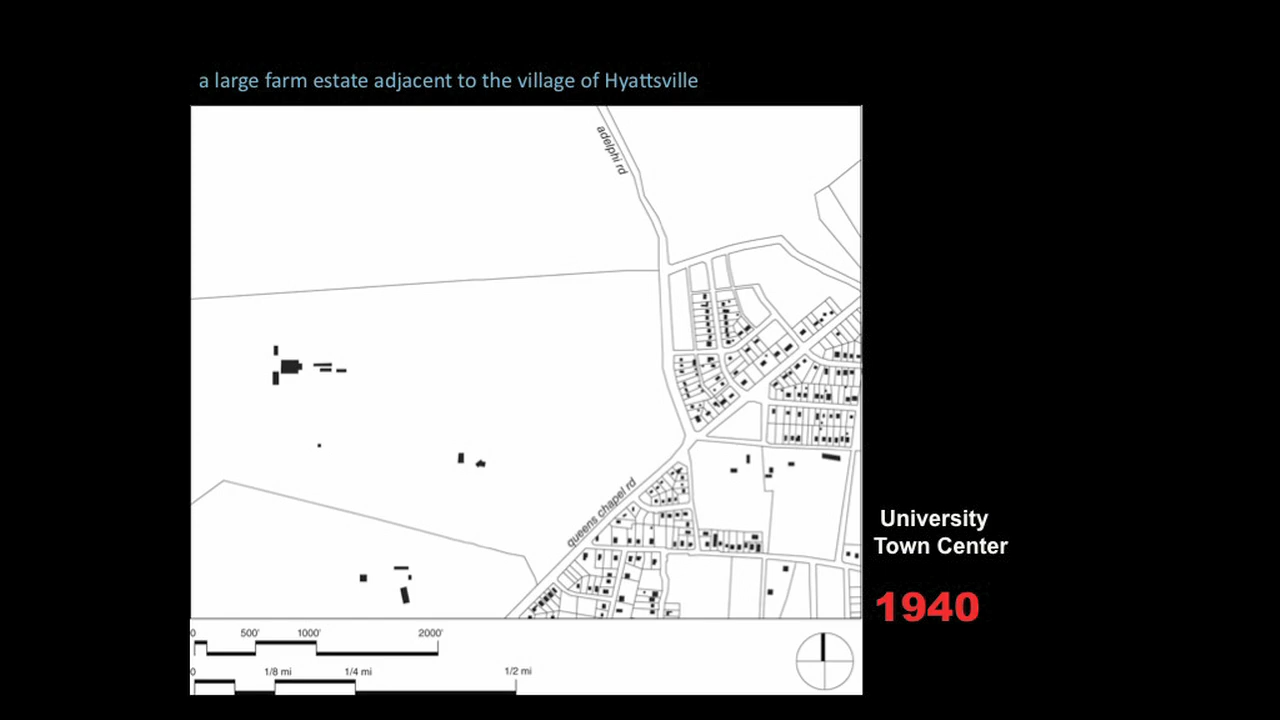 a large farm estate adjacent to the village of Hyattsville
adelphi rd
queens chapel rd
University
Town Center
1940
0 500' 1000' 2000'
0 1/8 mi 1/4 mi 1/2 mi